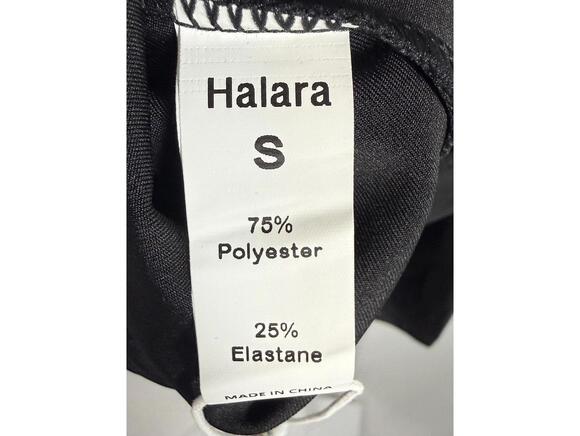 Halara
S
75%
Polyester
25%
Elastane
MADE IN CHINA